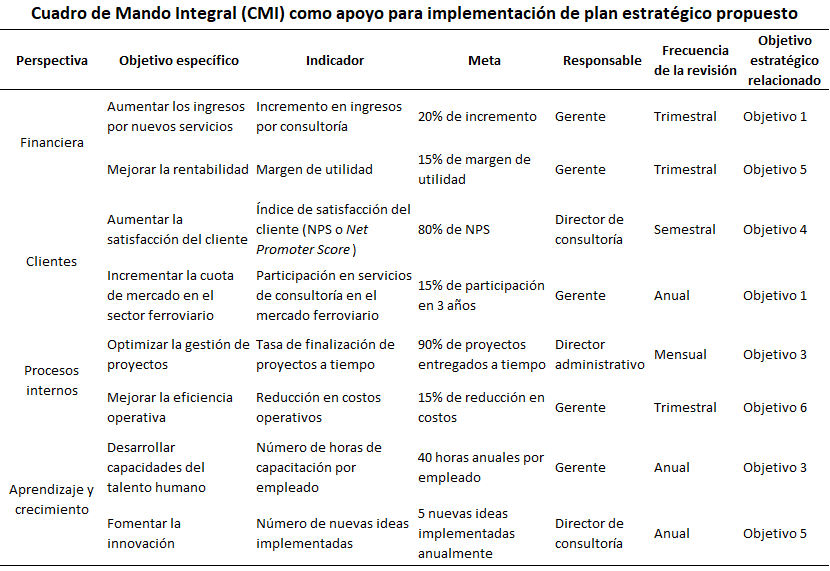 Cuadro de Mando Integral (CMI) como apoyo para implementación de plan estratégico propuesto
Perspectiva Objetivo específico Indicador Meta Responsable Frecuencia de la revisión Objetivo estratégico relacionado
Financiera
Aumentar los ingresos por nuevos servicios Incremento en ingresos por consultoría 20% de incremento Gerente Trimestral Objetivo 1
Mejorar la rentabilidad Margen de utilidad 15% de margen de utilidad Gerente Trimestral Objetivo 5
Clientes
Aumentar la satisfacción del cliente Índice de satisfacción del cliente (NPS o Net Promoter Score) 80% de NPS Director de consultoría Semestral Objetivo 4
Incrementar la cuota de mercado en el sector ferroviario Participación en servicios de consultoría en el mercado ferroviario 15% de participación en 3 años Gerente Anual Objetivo 1
Procesos internos
Optimizar la gestión de proyectos Tasa de finalización de proyectos a tiempo 90% de proyectos entregados a tiempo Director administrativo Mensual Objetivo 3
Mejorar la eficiencia operativa Reducción en costos operativos 15% de reducción en costos Gerente Trimestral Objetivo 6
Aprendizaje y crecimiento
Desarrollar capacidades del talento humano Número de horas de capacitación por empleado 40 horas anuales por empleado Gerente Anual Objetivo 3
Fomentar la innovación Número de nuevas ideas implementadas 5 nuevas ideas implementadas anualmente Director de consultoría Anual Objetivo 5